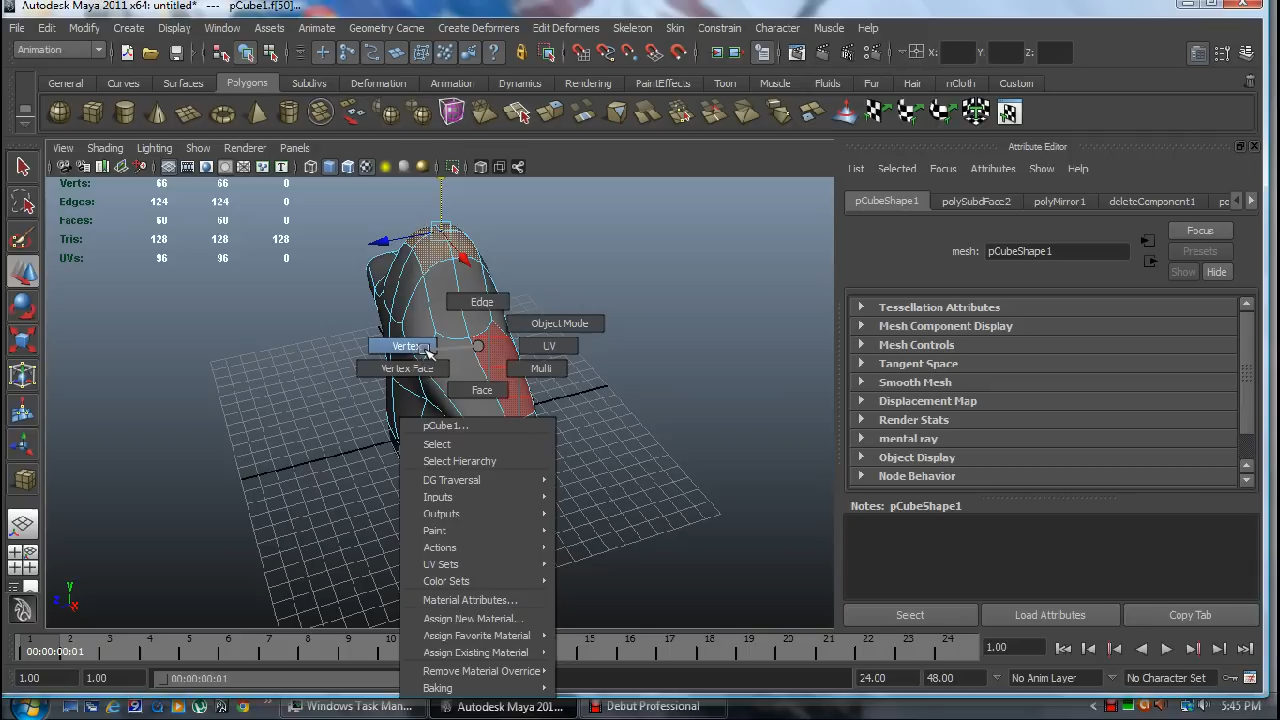 Autodesk Maya 2011 x64: untitled* --- pCube1.f[50]...
File Edit Modify Create Display Window Assets Animate Geometry Cache Create Deformers Edit Deformers Skeleton Skin Constrain Character Muscle Help
Animation
X: Y: Z:
General Curves Surfaces Polygons Subdivs Deformation Animation Dynamics Rendering PaintEffects Toon Muscle Fluids Fur Hair nCloth Custom
View Shading Lighting Show Renderer Panels
Verts: 66 66 0
Edges: 124 124 0
Faces: 60 60 0
Tris: 128 128 128
UVs: 96 96 0
Edge
Object Mode
Vertex
UV
Vertex Face
Multi
Face
pCube1...
Select
Select Hierarchy
DG Traversal
Inputs
Outputs
Paint
Actions
UV Sets
Color Sets
Material Attributes...
Assign New Material...
Assign Favorite Material
Assign Existing Material
Remove Material Override
Baking
y
z x
Attribute Editor
List Selected Focus Attributes Show Help
pCubeShape1 polySubdFace2 polyMirror1 deleteComponent1 pc
mesh: pCubeShape1
Focus
Presets
Show Hide
Tessellation Attributes
Mesh Component Display
Mesh Controls
Tangent Space
Smooth Mesh
Displacement Map
Render Stats
mental ray
Object Display
Node Behavior
Notes: pCubeShape1
Select Load Attributes Copy Tab
1 2 3 4 5 6 7 8 9 10 15 16 17 18 19 20 21 22 23 24
00:00:00:01
1.00
1.00 1.00 00:00:00:01 24.00 48.00 No Anim Layer No Character Set
Windows Task Man... Autodesk Maya 201... Debut Professional 5:45 PM